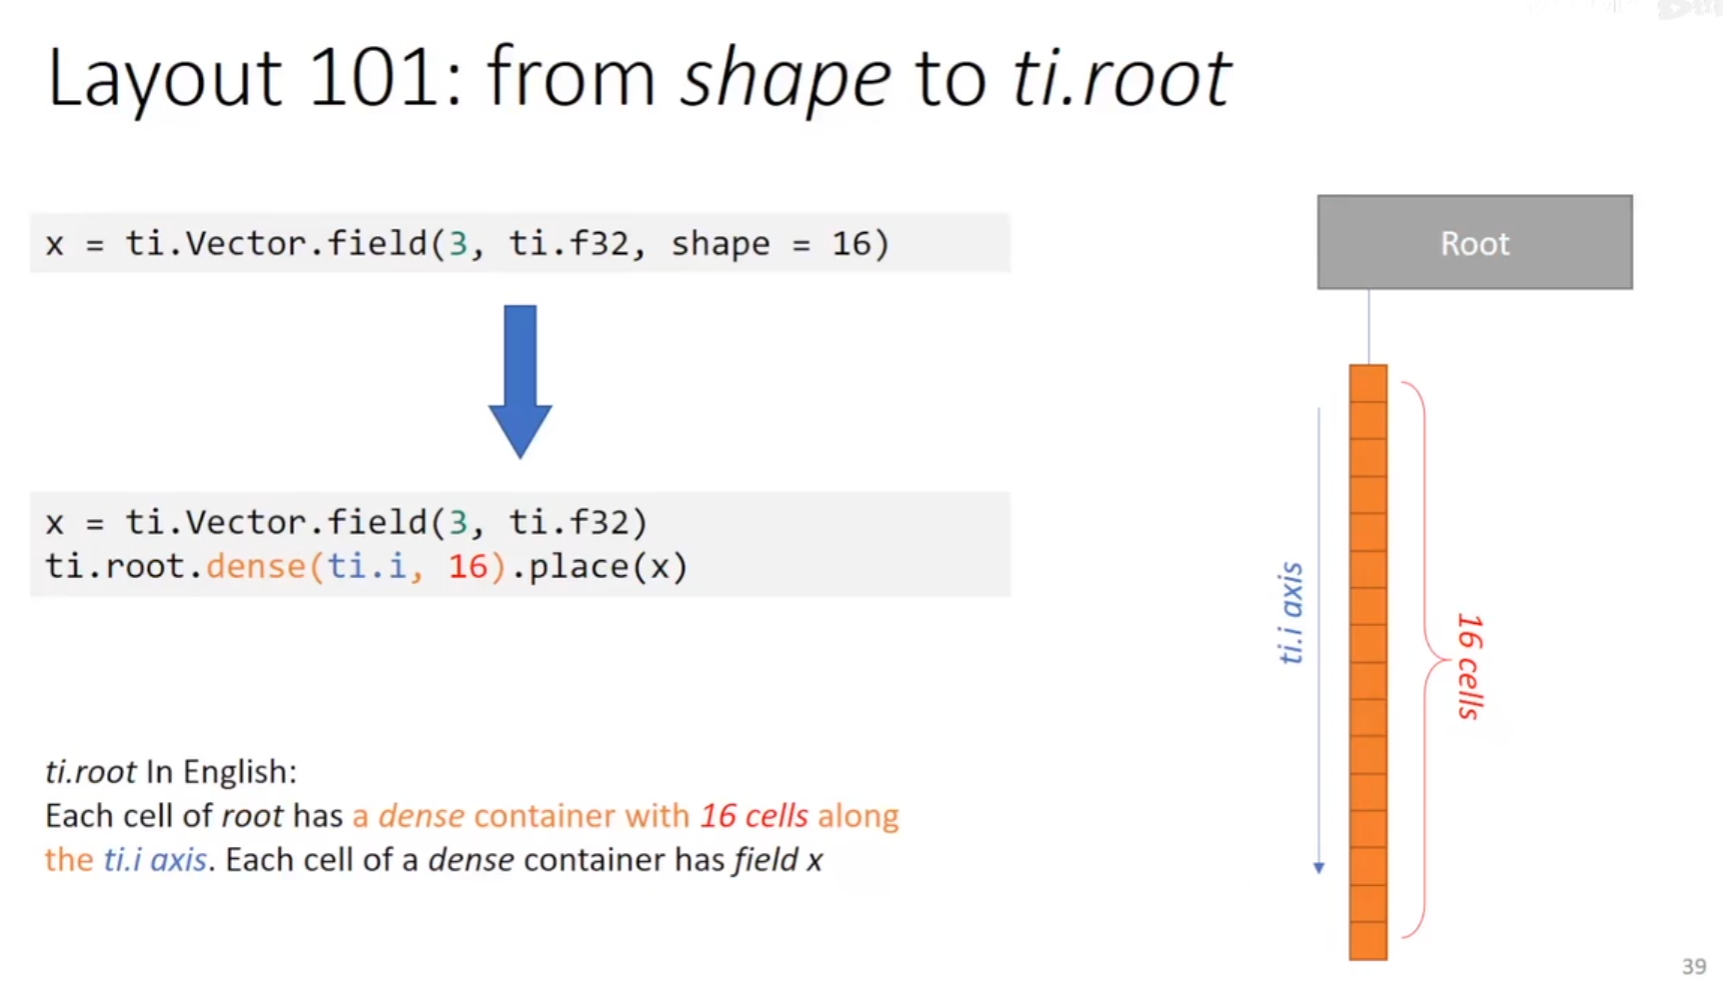 Layout 101: from shape to ti.root
x = ti.Vector.field(3, ti.f32, shape = 16)
x = ti.Vector.field(3, ti.f32)
ti.root.dense(ti.i, 16).place(x)
ti.root In English:
Each cell of root has a dense container with 16 cells along
the ti.i axis. Each cell of a dense container has field x
Root
ti.i axis
16 cells
39